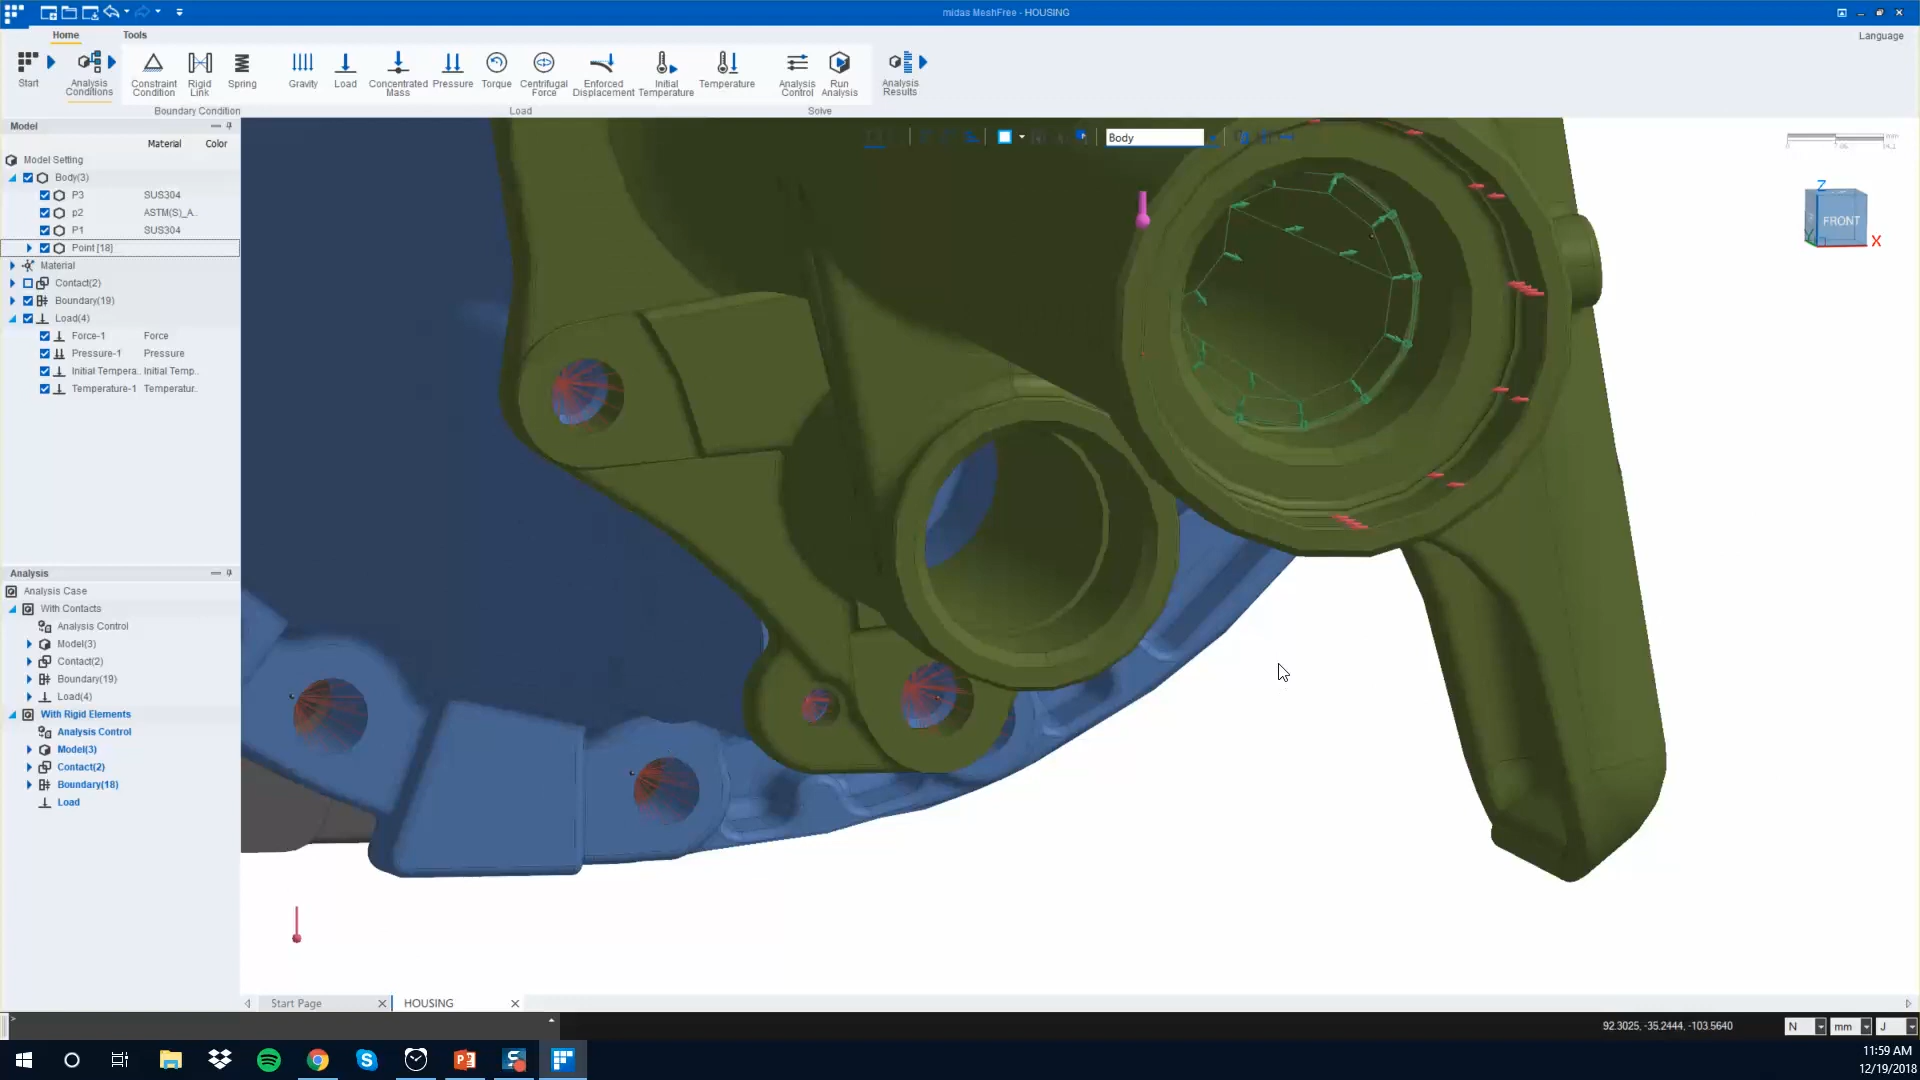 midas MeshFree - HOUSING
Home Tools Language
Start
Analysis Conditions
Constraint Condition
Rigid Link
Spring
Gravity
Load
Concentrated Mass
Pressure
Torque
Centrifugal Force
Enforced Displacement
Initial Temperature
Temperature
Analysis Control
Run Analysis
Analysis Results
Boundary Condition Load Solve
Model
Material Color
Model Setting
Body(3)
P3 SUS304
p2 ASTM(S)_A..
P1 SUS304
Point [18]
Material
Contact(2)
Boundary(19)
Load(4)
Force-1 Force
Pressure-1 Pressure
Initial Tempera.. Initial Temp..
Temperature-1 Temperatur..
Body
mm
Z
FRONT
Y
X
Analysis
Analysis Case
With Contacts
Analysis Control
Model(3)
Contact(2)
Boundary(19)
Load(4)
With Rigid Elements
Analysis Control
Model(3)
Contact(2)
Boundary(18)
Load
Start Page HOUSING
>
92.3025, -35.2444, -103.5640 N mm J
11:59 AM
12/19/2018